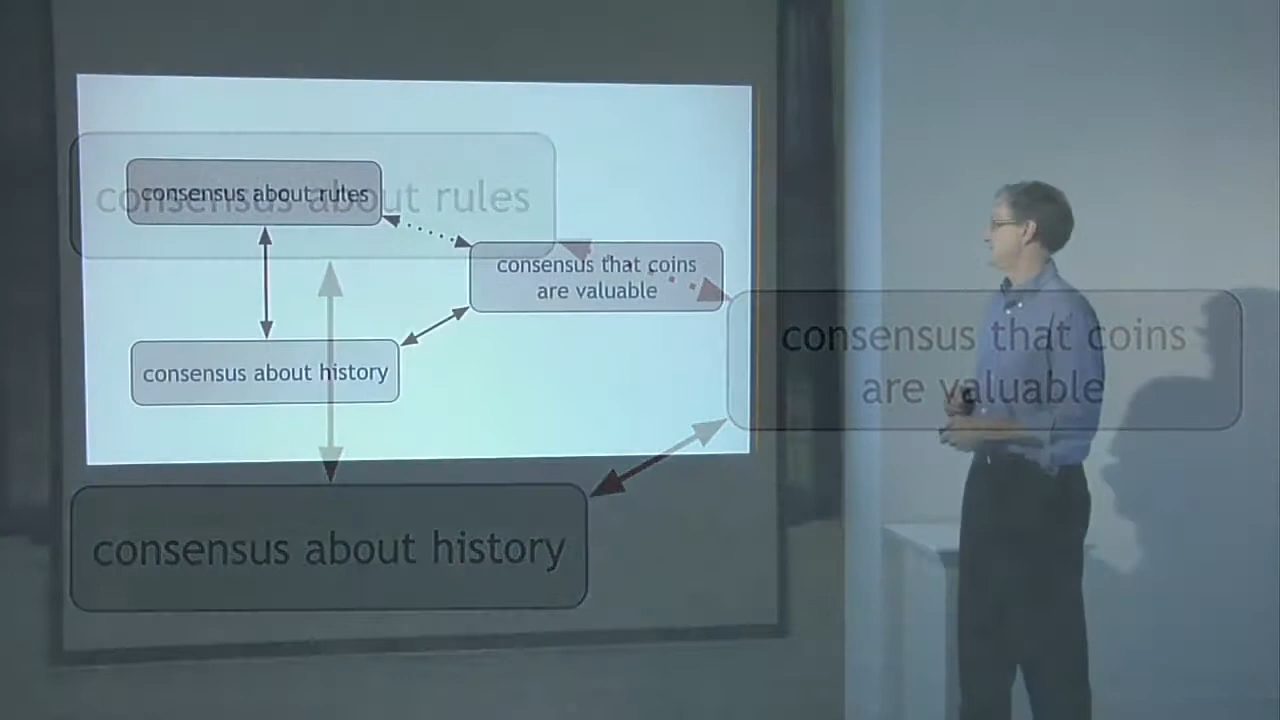 consensus about rules
consensus that coins
are valuable
consensus about history
consensus about rules
consensus that coins
are valuable
consensus about history